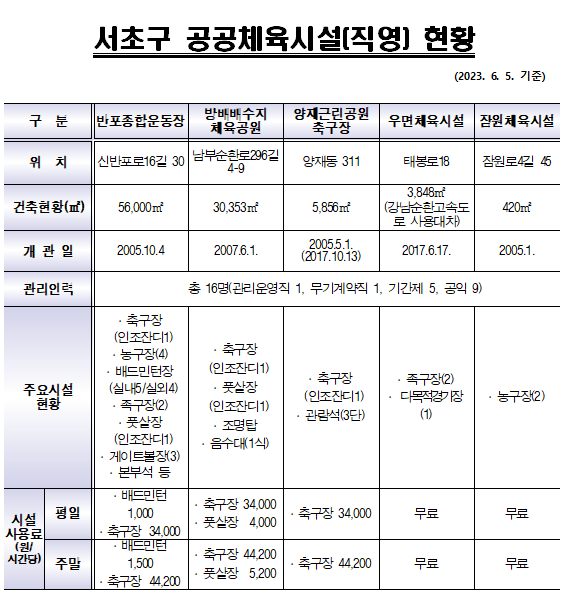 서초구 공공체육시설(직영) 현황
(2023. 6. 5. 기준)
구 분
반포종합운동장
방배배수지
체육공원
양재근린공원
축구장
우면체육시설
잠원체육시설
위 치
신반포로16길 30
남부순환로296길
4-9
양재동 311
태봉로18
잠원로4길 45
건축현황(㎡)
56,000㎡
30,353㎡
5,856㎡
3,848㎡
(강남순환고속도
로 사용대차)
420㎡
개 관 일
2005.10.4
2007.6.1.
2005.5.1.
(2017.10.13)
2017.6.17.
2005.1.
관리인력
총 16명(관리운영직 1, 무기계약직 1, 기간제 5, 공익 9)
주요시설
현황
· 축구장
(인조잔디1)
· 농구장(4)
· 배드민턴장
(실내5/실외4)
· 족구장(2)
· 풋살장
(인조잔디1)
· 게이트볼장(3)
· 본부석 등
· 축구장
(인조잔디1)
· 풋살장
(인조잔디1)
· 조명탑
· 음수대(1식)
· 축구장
(인조잔디1)
· 관람석(3단)
· 족구장(2)
· 다목적경기장
(1)
· 농구장(2)
시설
사용료
(원/
시간당)
평일
· 배드민턴
1,000
· 축구장 34,000
· 축구장 34,000
· 풋살장 4,000
· 축구장 34,000
무료
무료
주말
· 배드민턴
1,500
· 축구장 44,200
· 축구장 44,200
· 풋살장 5,200
· 축구장 44,200
무료
무료